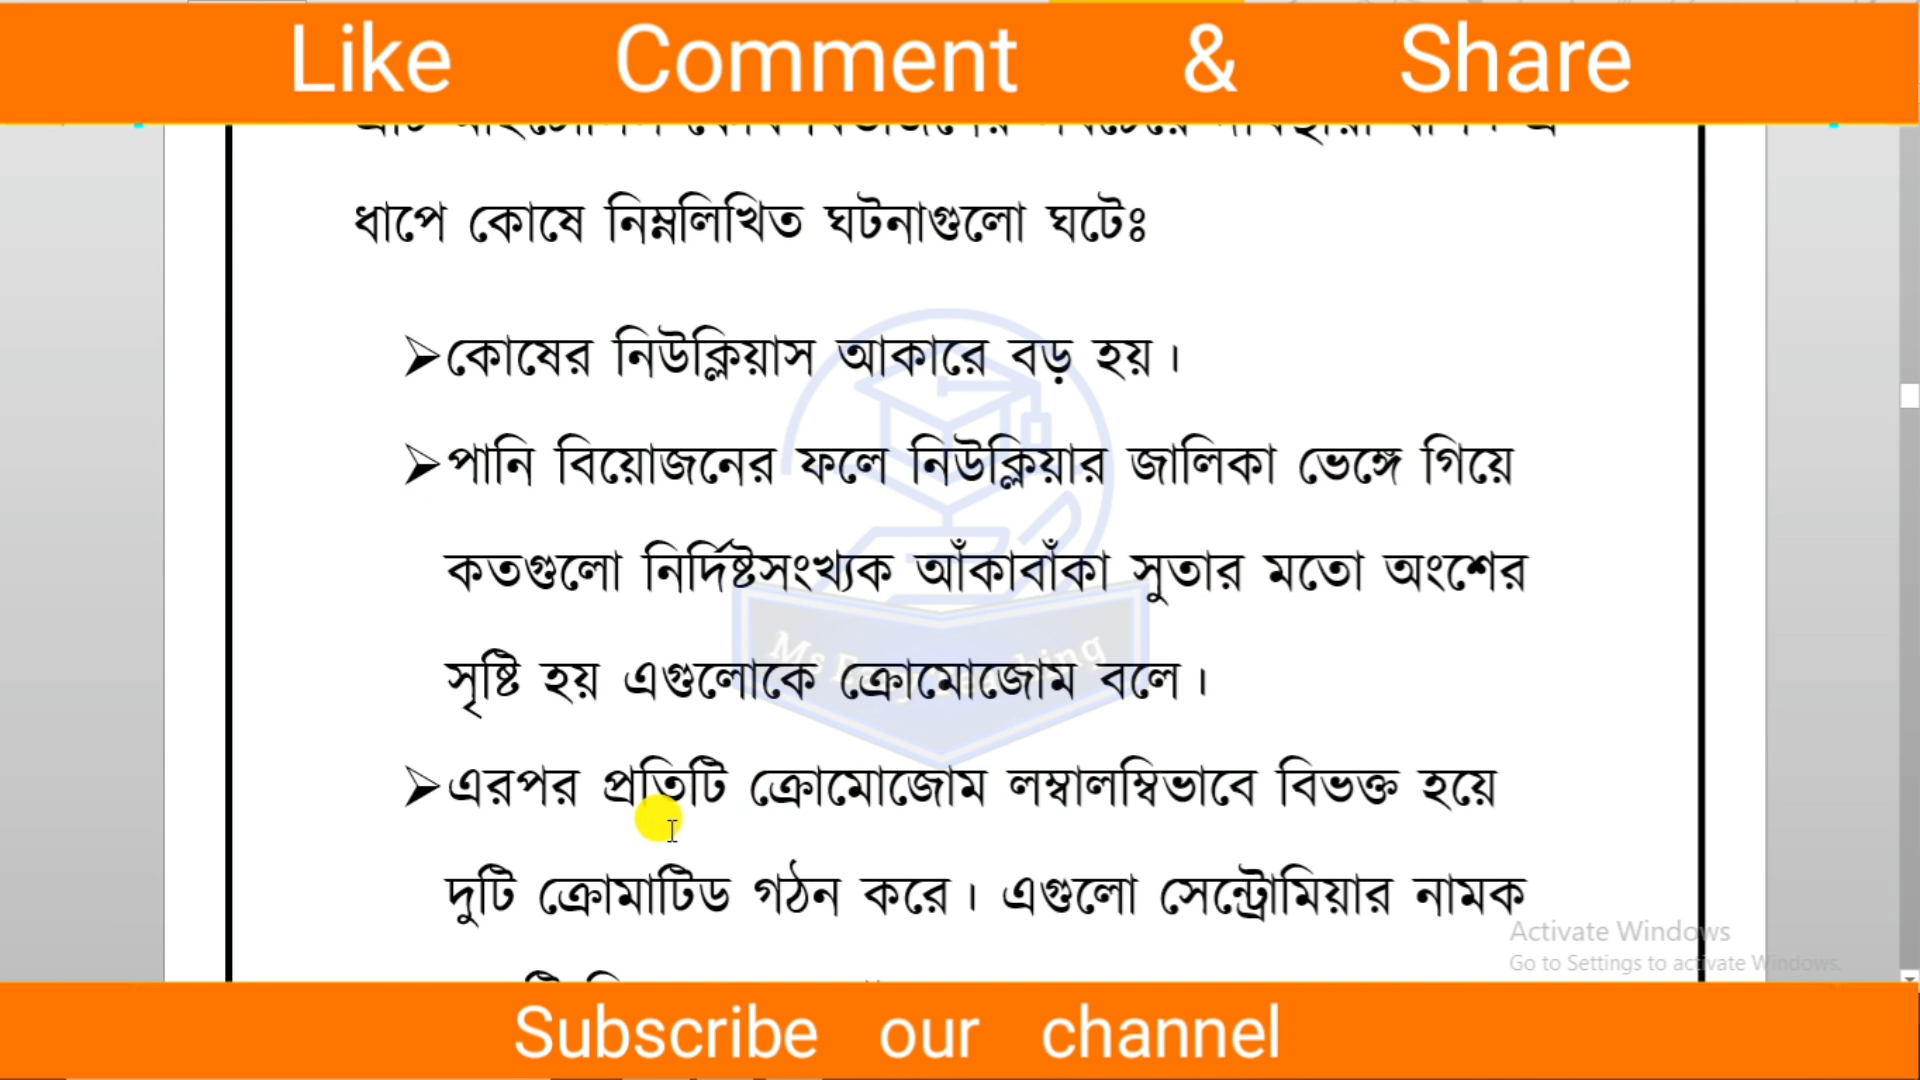 Like Comment & Share
ধাপে কোষে নিম্নলিখিত ঘটনাগুলো ঘটেঃ
➢কোষের নিউক্লিয়াস আকারে বড় হয়।
➢পানি বিয়োজনের ফলে নিউক্লিয়ার জালিকা ভেঙ্গে গিয়ে
কতগুলো নির্দিষ্টসংখ্যক আঁকাবাঁকা সুতার মতো অংশের
সৃষ্টি হয় এগুলোকে ক্রোমোজোম বলে।
➢এরপর প্রতিটি ক্রোমোজোম লম্বালম্বিভাবে বিভক্ত হয়ে
দুটি ক্রোমাটিড গঠন করে। এগুলো সেন্ট্রোমিয়ার নামক
Activate Windows
Go to Settings to activate Windows.
Subscribe our channel